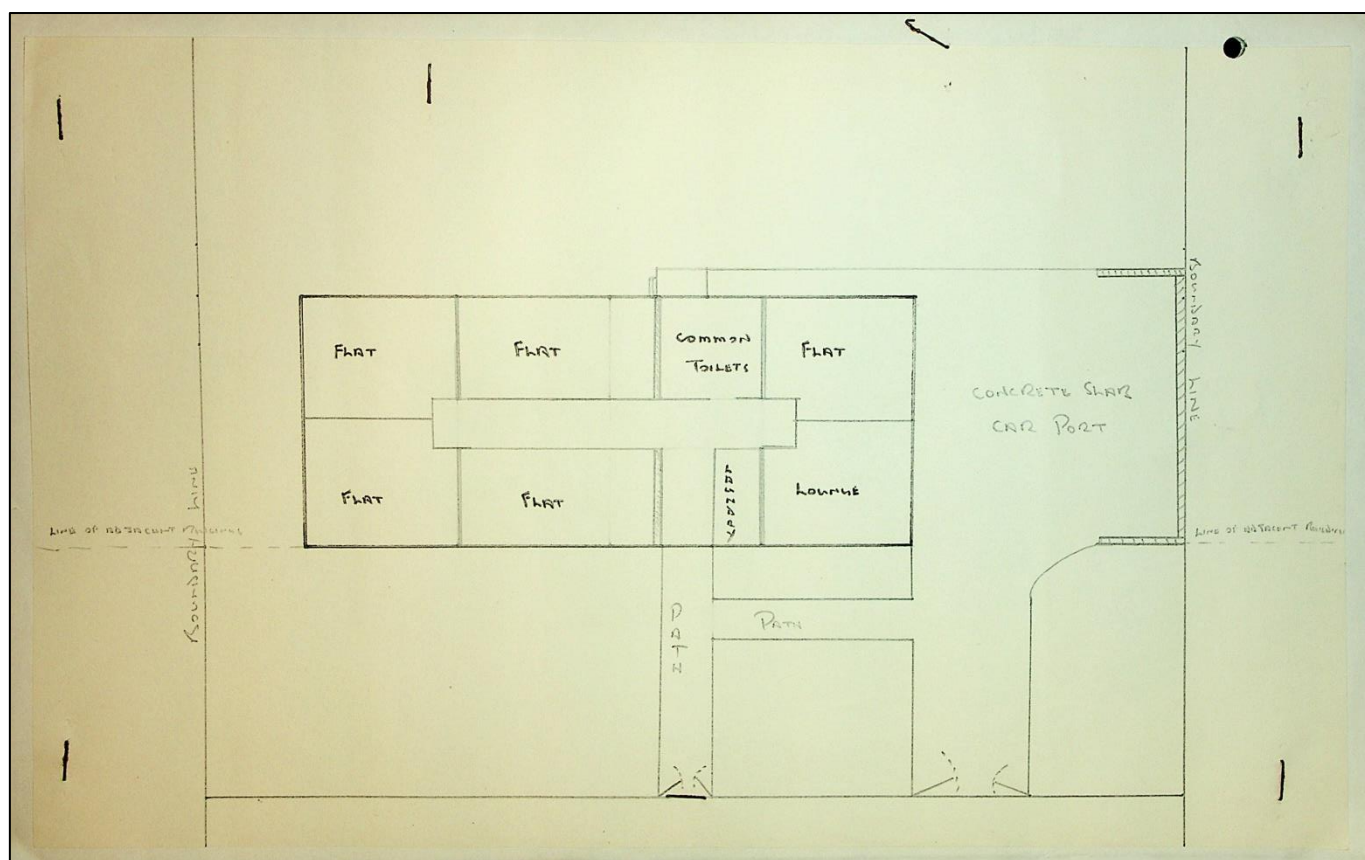 FLAT
FLAT
COMMON
TOILETS
FLAT
BOUNDARY LINE
CONCRETE SLAB
CAR PORT
FLAT
FLAT
LAUNDRY
LOUNGE
BOUNDARY LINE
LINE OF ADJACENT BUILDINGS
LINE OF ADJACENT BUILDING
PATH
PATH